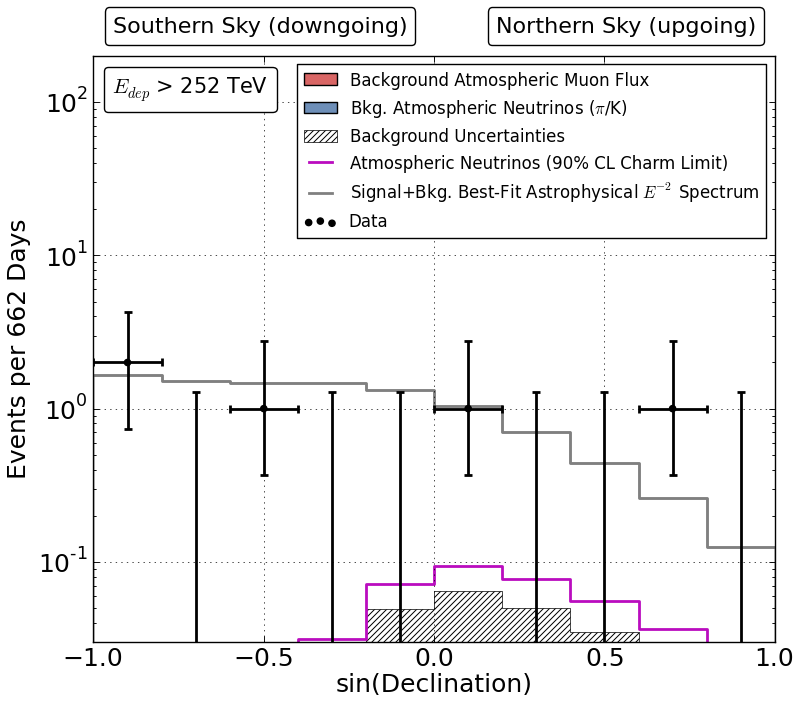 Southern Sky (downgoing)
Northern Sky (upgoing)
E_dep > 252 TeV
Background Atmospheric Muon Flux
Bkg. Atmospheric Neutrinos (π/K)
Background Uncertainties
Atmospheric Neutrinos (90% CL Charm Limit)
Signal+Bkg. Best-Fit Astrophysical E^-2 Spectrum
Data
Events per 662 Days
10^2
10^1
10^0
10^-1
−1.0
−0.5
0.0
0.5
1.0
sin(Declination)